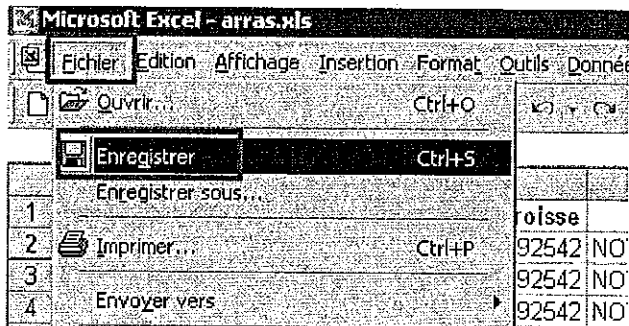 Microsoft Excel - arras.xls
Fichier Edition Affichage Insertion Format Outils Donnée
Ouvrir... Ctrl+O
Enregistrer Ctrl+S
Enregistrer sous...
1 roisse
2 Imprimer... Ctrl+P 92542 NO
3 92542 NO
4 Envoyer vers 92542 NO